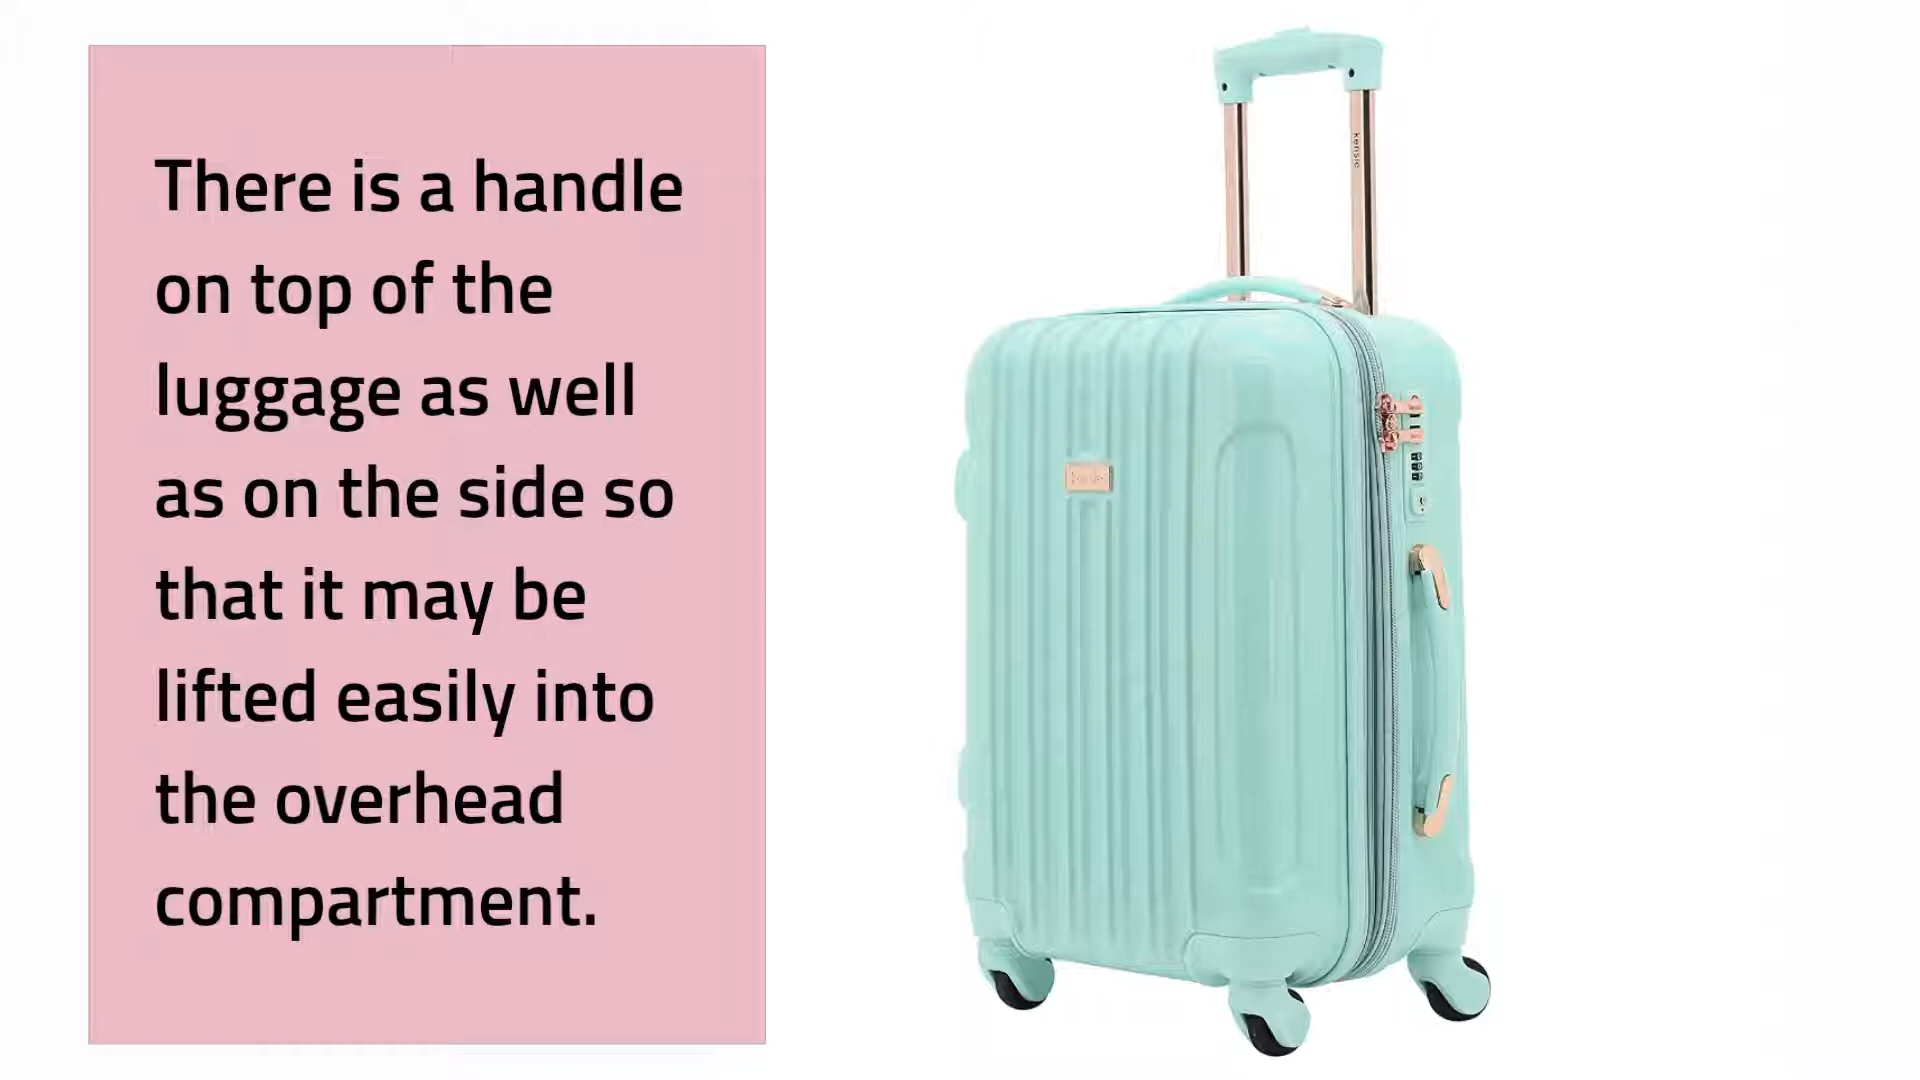 There is a handle
on top of the
luggage as well
as on the side so
that it may be
lifted easily into
the overhead
compartment.
kensie